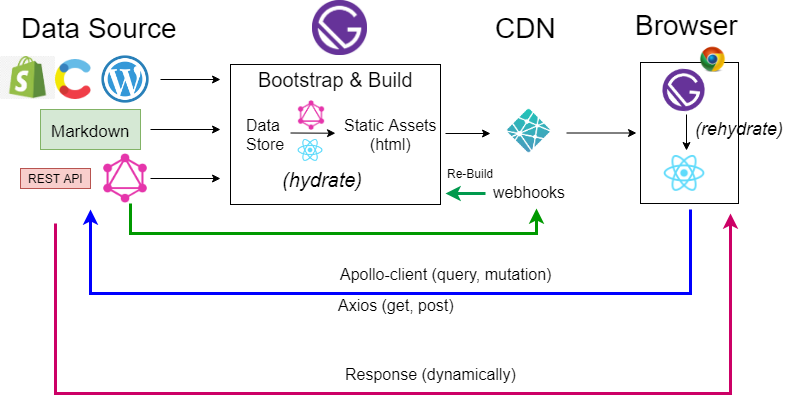 Data Source
CDN
Browser
Bootstrap & Build
Markdown
Data
Store
Static Assets
(html)
(rehydrate)
REST API
(hydrate)
Re-Build
webhooks
Apollo-client (query, mutation)
Axios (get, post)
Response (dynamically)